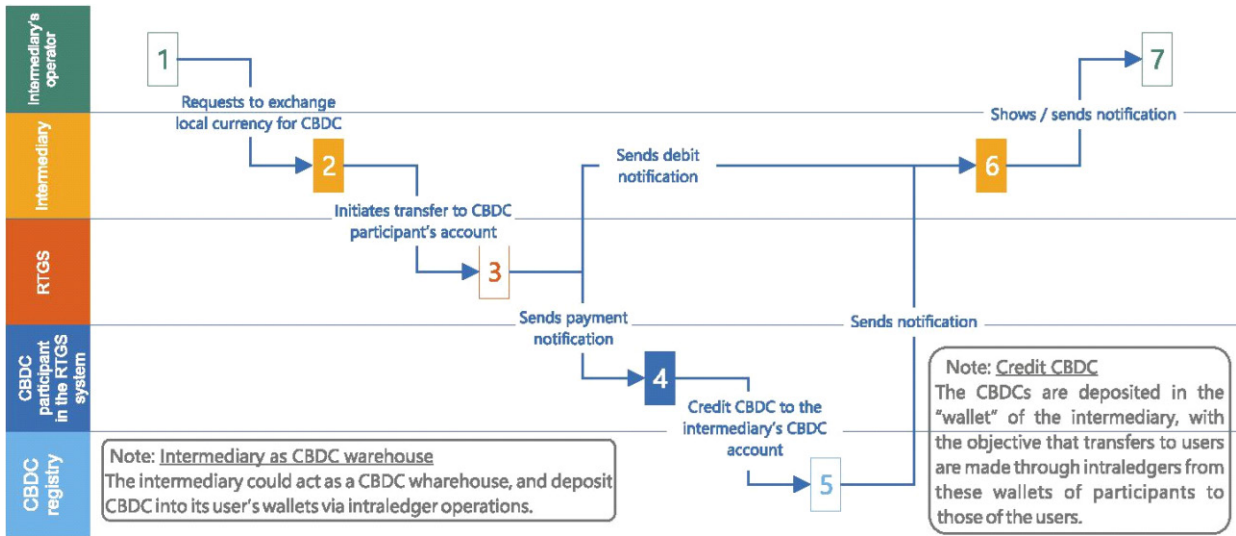 Intermediary's
operator
1
7
Requests to exchange
local currency for CBDC
Shows / sends notification
Intermediary
2
Sends debit
notification
6
Initiates transfer to CBDC
participant's account
RTGS
3
Sends payment
notification
Sends notification
CBDC
participant
in the RTGS
system
4
Credit CBDC to the
intermediary's CBDC
account
Note: Credit CBDC
The CBDCs are deposited in the
"wallet" of the intermediary, with
the objective that transfers to users
are made through intraledgers from
these wallets of participants to
those of the users.
CBDC
registry
Note: Intermediary as CBDC warehouse
The intermediary could act as a CBDC wharehouse, and deposit
CBDC into its user's wallets via intraledger operations.
5